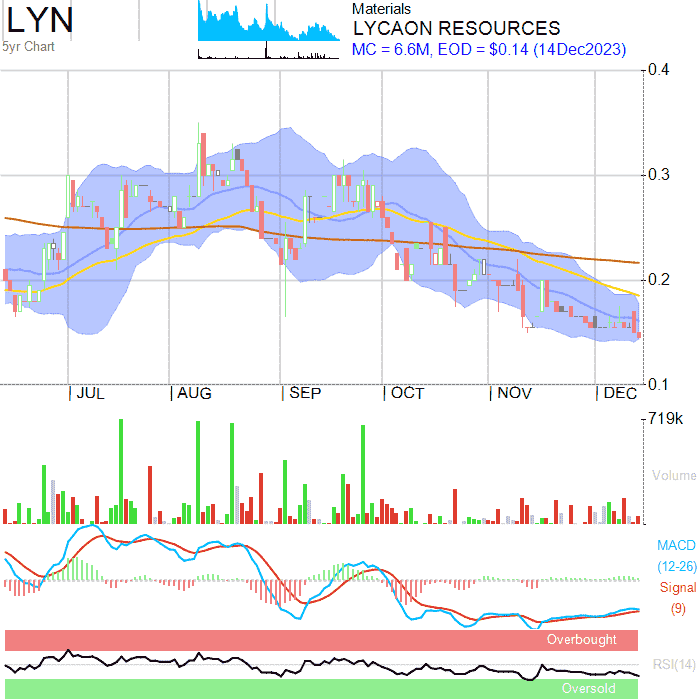 LYN
5yr Chart
Materials
LYCAON RESOURCES
MC = 6.6M, EOD = $0.14 (14Dec2023)
0.4
0.3
0.2
0.1
JUL AUG SEP OCT NOV DEC
719k
Volume
MACD
(12-26)
Signal
(9)
Overbought
RSI(14)
Oversold